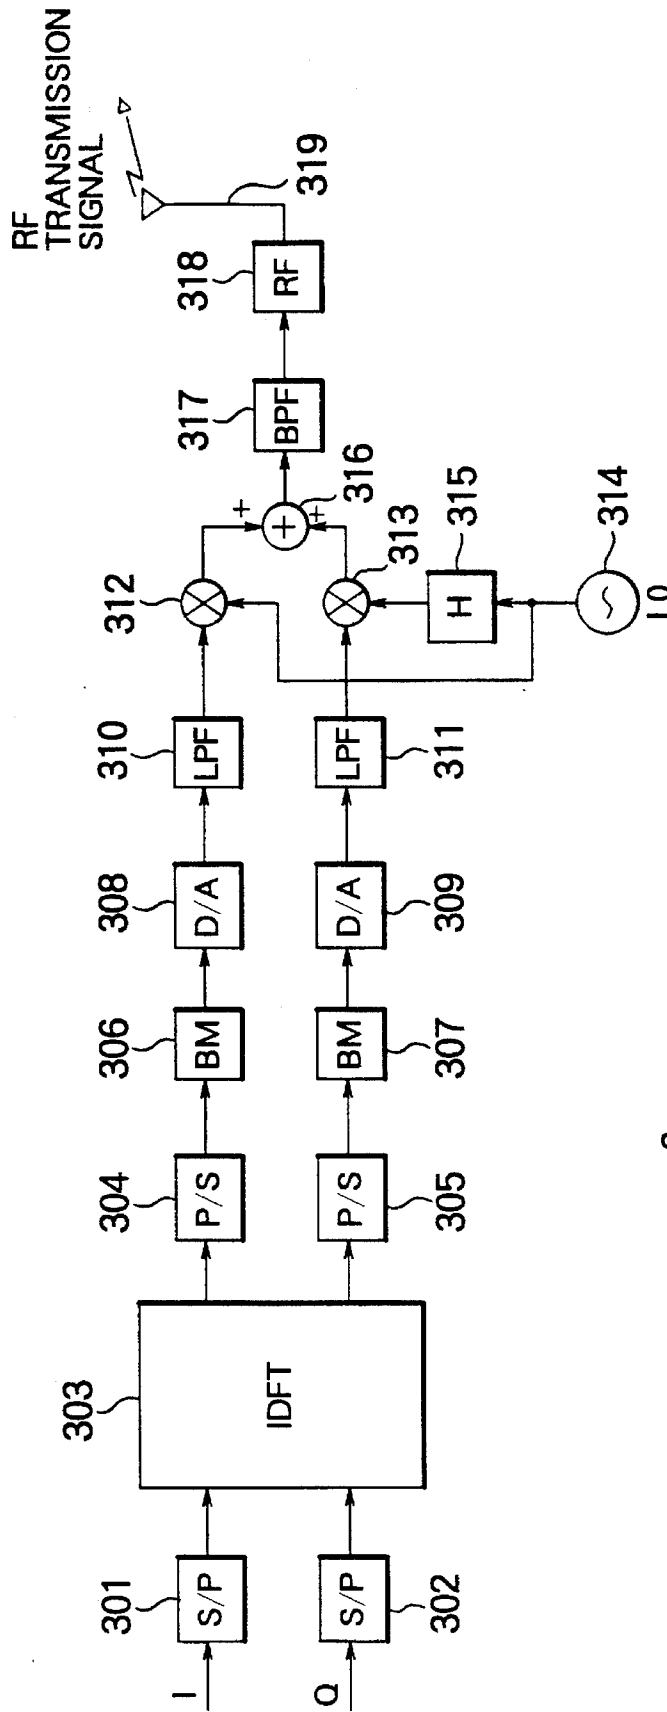 I
Q
301
S/P
302
S/P
303
IDFT
304
P/S
305
P/S
306
BM
307
BM
308
D/A
309
D/A
310
LPF
311
LPF
312
313
H
315
314
LO
+
+
+
316
317
BPF
318
RF
319
RF
TRANSMISSION
SIGNAL